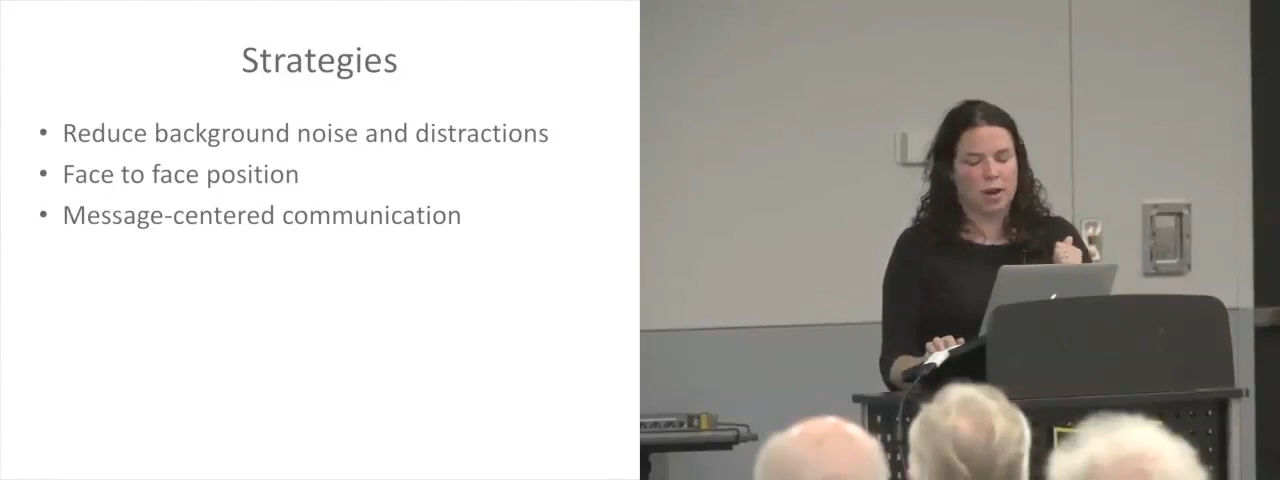 Strategies
• Reduce background noise and distractions
• Face to face position
• Message-centered communication